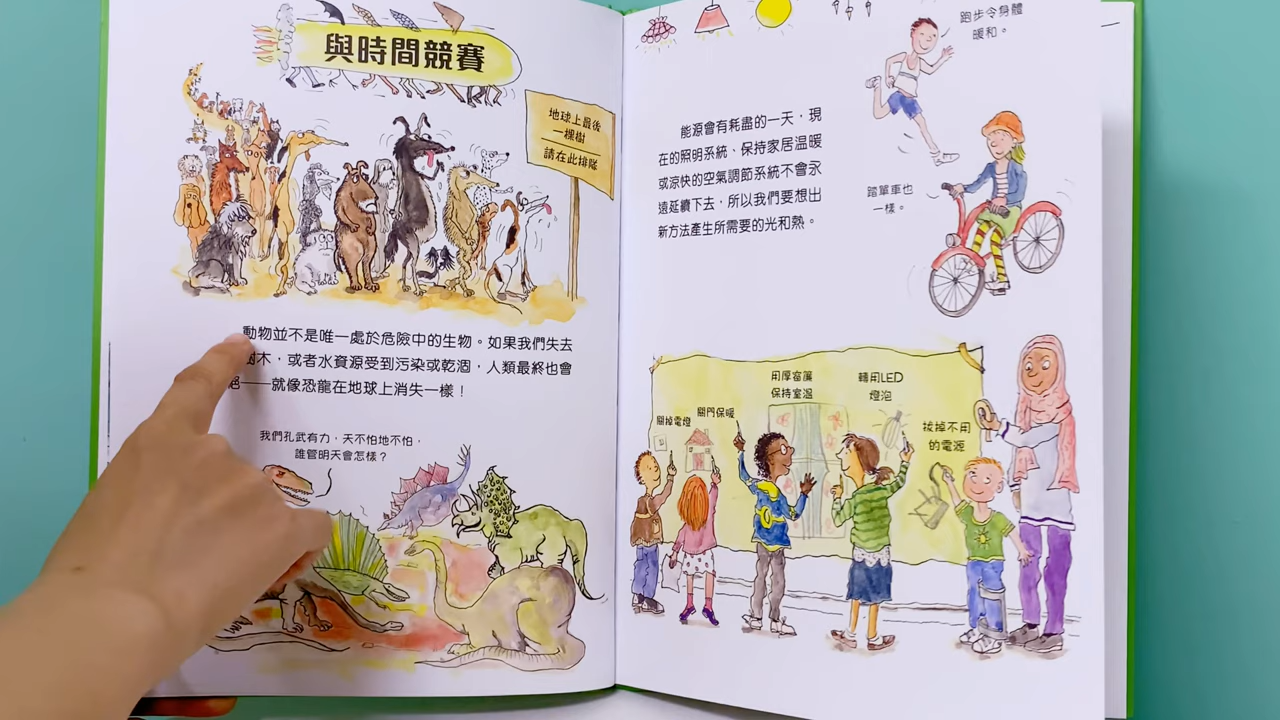 與時間競賽
地球上最後
一棵樹
請在此排隊
動物並不是唯一處於危險中的生物。如果我們失去
木,或者水資源受到污染或乾涸,人類最終也會
——就像恐龍在地球上消失一樣!
我們孔武有力,天不怕地不怕,
誰管明天會怎樣?
跑步令身體
暖和。
能源會有耗盡的一天,現
在的照明系統、保持家居温暖
或涼快的空氣調節系統不會永
遠延續下去,所以我們要想出
新方法產生所需要的光和熱。
踏單車也
一樣。
關掉電燈
關門保暖
用厚窗簾
保持室温
轉用LED
燈泡
拔掉不用
的電源